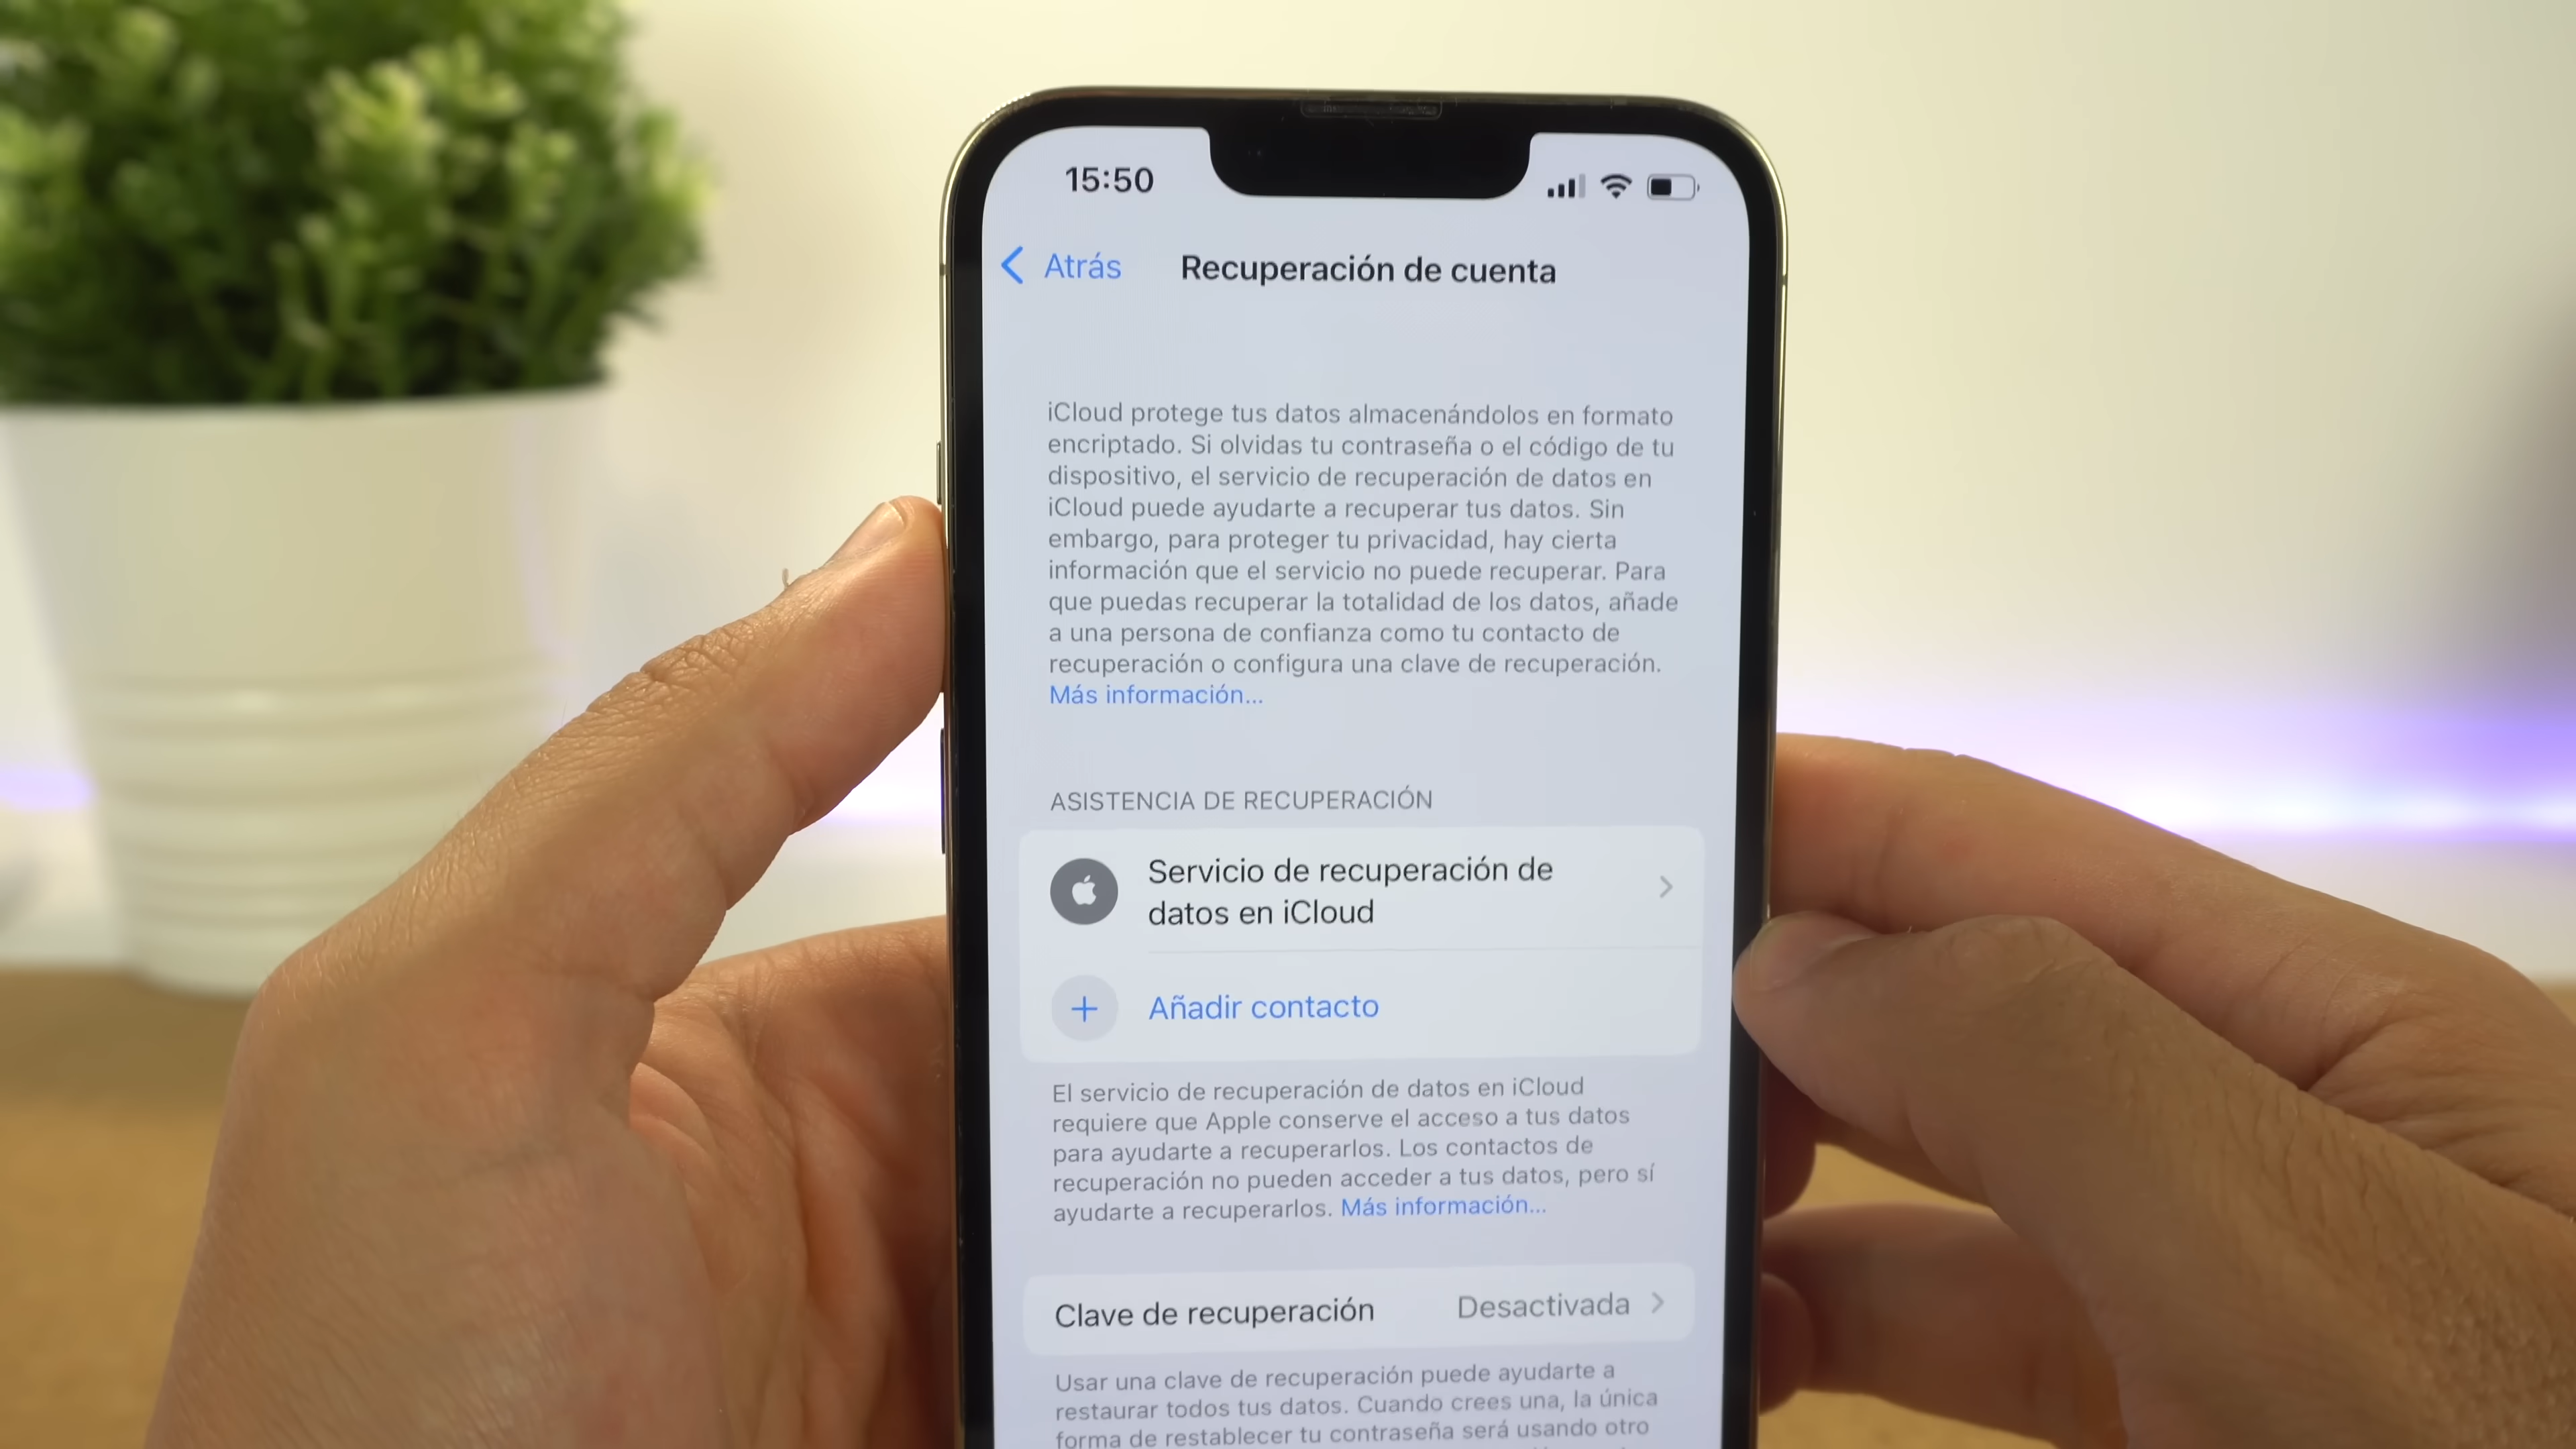 15:50
Atrás
Recuperación de cuenta
iCloud protege tus datos almacenándolos en formato
encriptado. Si olvidas tu contraseña o el código de tu
dispositivo, el servicio de recuperación de datos en
iCloud puede ayudarte a recuperar tus datos. Sin
embargo, para proteger tu privacidad, hay cierta
información que el servicio no puede recuperar. Para
que puedas recuperar la totalidad de los datos, añade
a una persona de confianza como tu contacto de
recuperación o configura una clave de recuperación.
Más información...
ASISTENCIA DE RECUPERACIÓN
Servicio de recuperación de
datos en iCloud
Añadir contacto
El servicio de recuperación de datos en iCloud
requiere que Apple conserve el acceso a tus datos
para ayudarte a recuperarlos. Los contactos de
recuperación no pueden acceder a tus datos, pero sí
ayudarte a recuperarlos. Más información...
Clave de recuperación Desactivada
Usar una clave de recuperación puede ayudarte a
restaurar todos tus datos. Cuando crees una, la única
forma de restablecer tu contraseña será usando otro